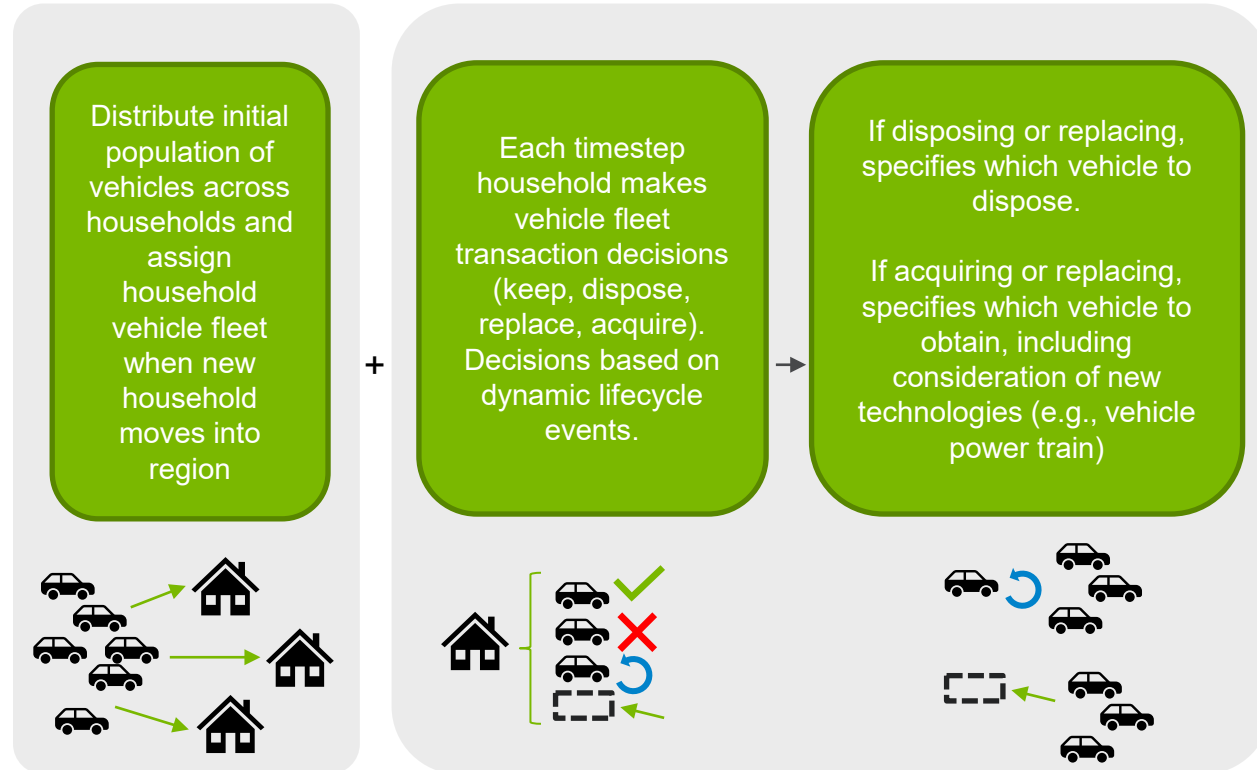 Distribute initial
population of
vehicles across
households and
assign
household
vehicle fleet
when new
household
moves into
region
+
Each timestep
household makes
vehicle fleet
transaction decisions
(keep, dispose,
replace, acquire).
Decisions based on
dynamic lifecycle
events.
If disposing or replacing,
specifies which vehicle to
dispose.
If acquiring or replacing,
specifies which vehicle to
obtain, including
consideration of new
technologies (e.g., vehicle
power train)